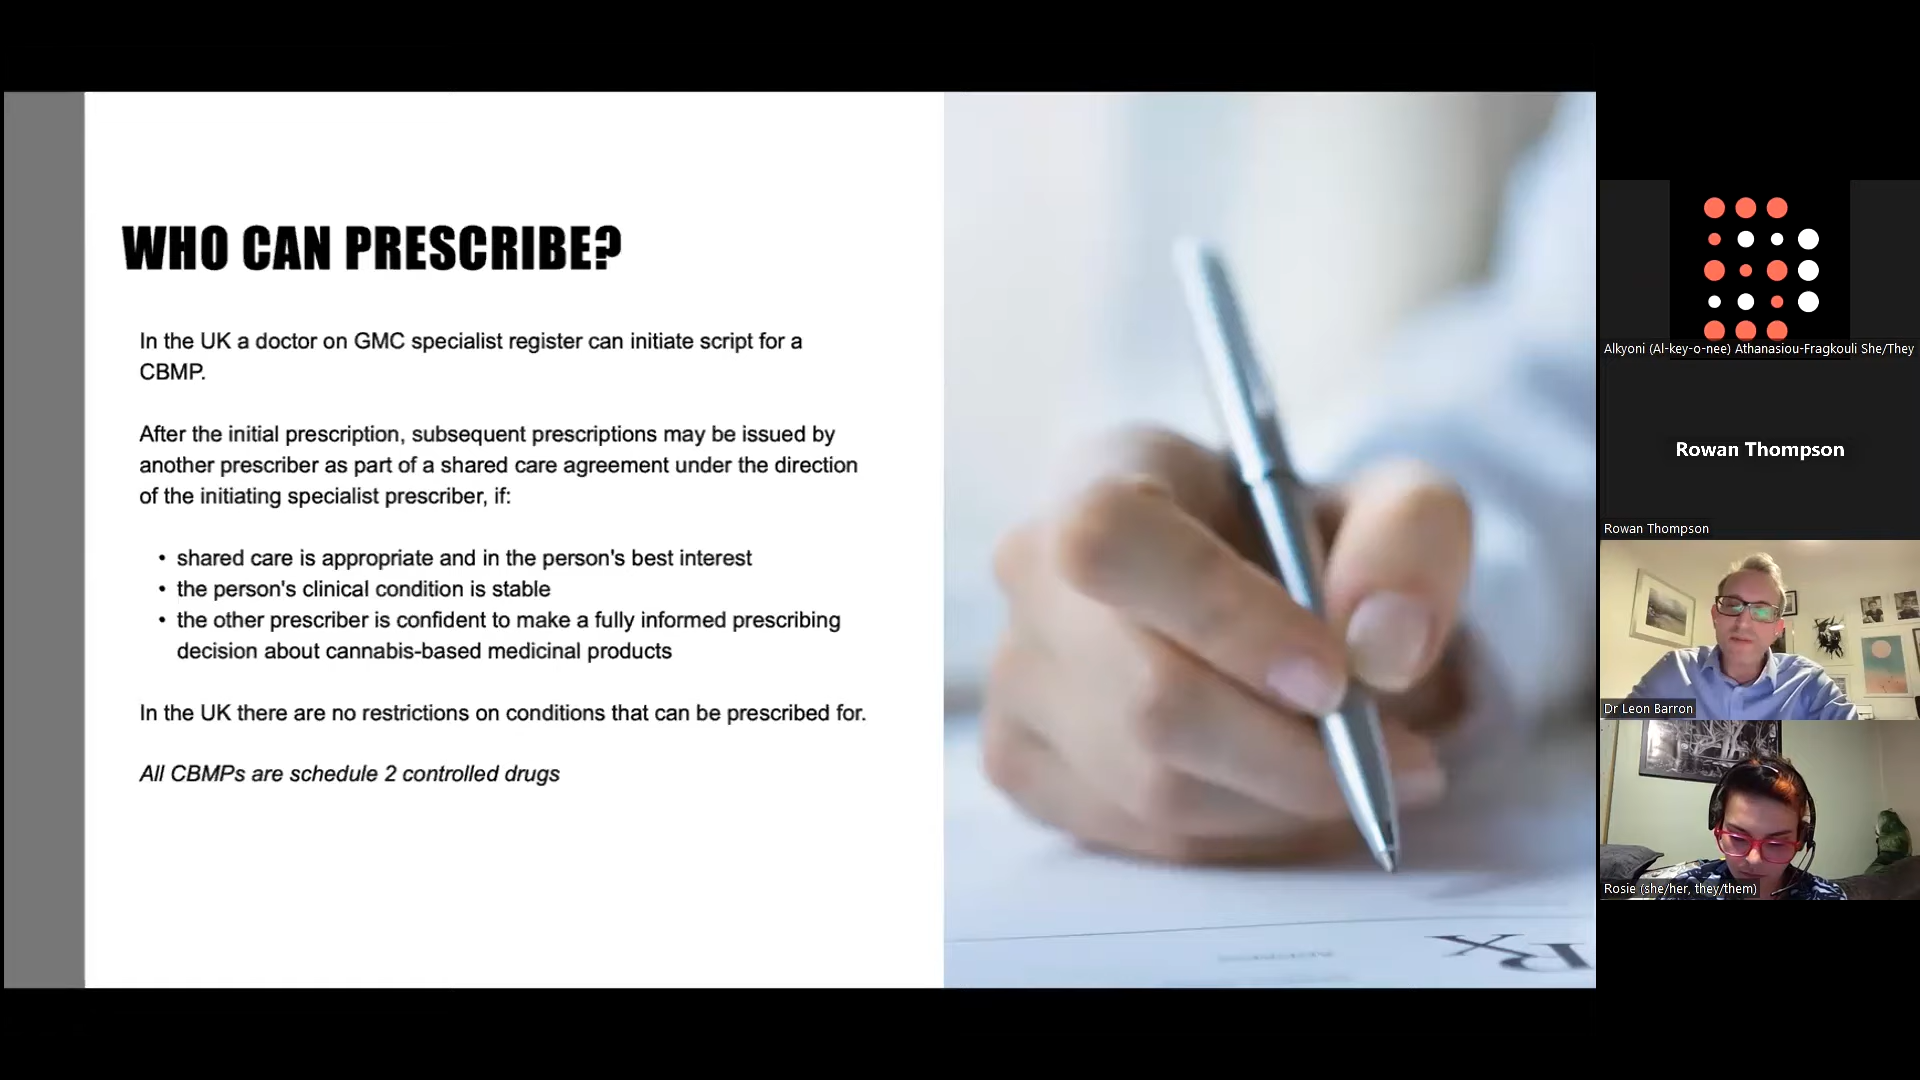 WHO CAN PRESCRIBE?
In the UK a doctor on GMC specialist register can initiate script for a
CBMP.
After the initial prescription, subsequent prescriptions may be issued by
another prescriber as part of a shared care agreement under the direction
of the initiating specialist prescriber, if:
• shared care is appropriate and in the person's best interest
• the person's clinical condition is stable
• the other prescriber is confident to make a fully informed prescribing
decision about cannabis-based medicinal products
In the UK there are no restrictions on conditions that can be prescribed for.
All CBMPs are schedule 2 controlled drugs
Rx
Alkyoni (Al-key-o-nee) Athanasiou-Fragkouli She/They
Rowan Thompson
Rowan Thompson
Dr Leon Barron
Rosie (she/her, they/them)